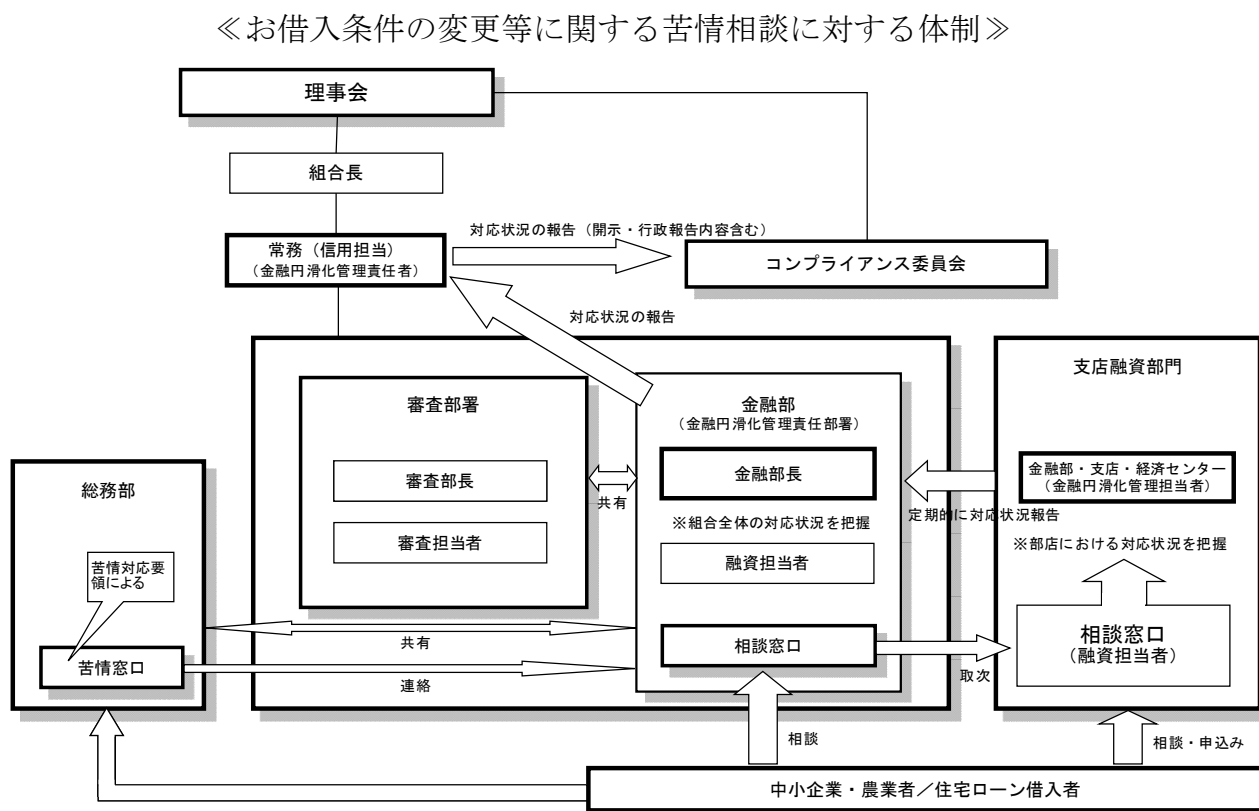 ≪お借入条件の変更等に関する苦情相談に対する体制≫
理事会
組合長
対応状況の報告（開示・行政報告内容含む）
常務（信用担当）
（金融円滑化管理責任者）
コンプライアンス委員会
対応状況の報告
支店融資部門
審査部署
金融部
（金融円滑化管理責任部署）
総務部
審査部長
共有
金融部長
金融部・支店・経済センター
（金融円滑化管理担当者）
定期的に対応状況報告
※組合全体の対応状況を把握
審査担当者
融資担当者
※部店における対応状況を把握
苦情対応要
領による
共有
苦情窓口
連絡
相談窓口
取次
相談窓口
（融資担当者）
相談
相談・申込み
中小企業・農業者／住宅ローン借入者